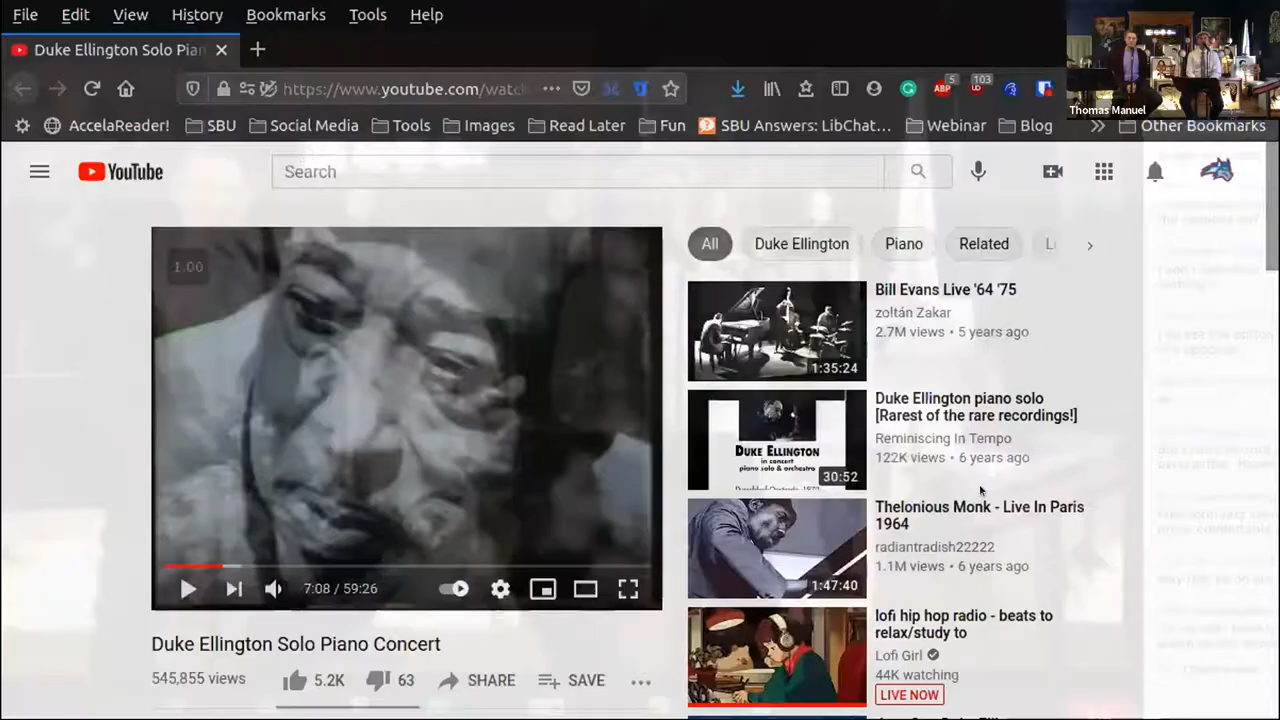 File Edit View History Bookmarks Tools Help
Duke Ellington Solo Pian
https://www.youtube.com/watc
5
103
Thomas Manuel
AccelaReader! SBU Social Media Tools Images Read Later Fun SBU Answers: LibChat... Webinar Blog Other Bookmarks
YouTube
Search
1.00
All Duke Ellington Piano Related
Bill Evans Live '64 '75
zoltán Zakar
2.7M views • 5 years ago
1:35:24
Duke Ellington piano solo
[Rarest of the rare recordings!]
Reminiscing In Tempo
122K views • 6 years ago
DUKE ELLINGTON
in concert
piano solo & orchestra
30:52
Thelonious Monk - Live In Paris
1964
radiantradish22222
1.1M views • 6 years ago
1:47:40
lofi hip hop radio - beats to
relax/study to
Lofi Girl
44K watching
LIVE NOW
7:08 / 59:26
Duke Ellington Solo Piano Concert
545,855 views
5.2K 63 SHARE SAVE